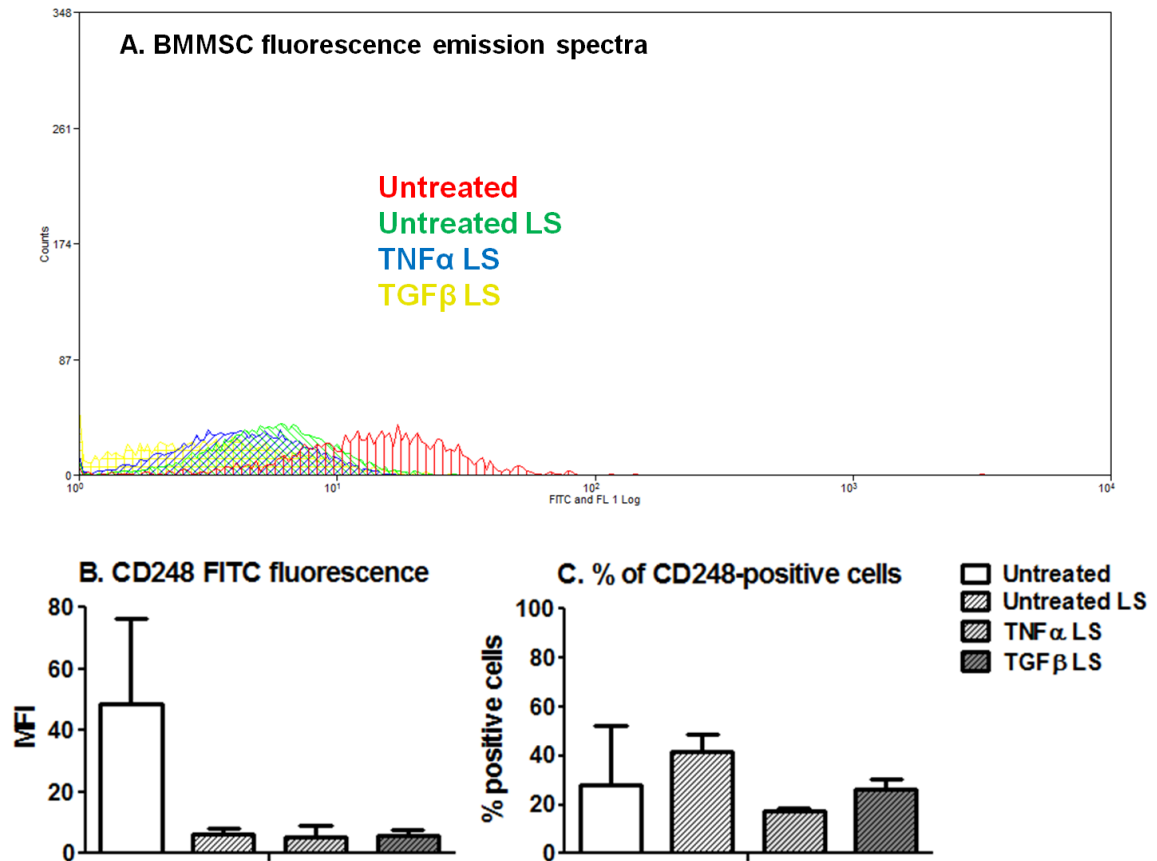 A. BMMSC fluorescence emission spectra
348
261
174
87
0
Counts
Untreated
Untreated LS
TNFα LS
TGFβ LS
10⁰
10¹
10²
10³
10⁴
FITC and FL 1 Log
B. CD248 FITC fluorescence
80
60
40
20
0
MFI
C. % of CD248-positive cells
100
80
60
40
20
0
% positive cells
Untreated
Untreated LS
TNFα LS
TGFβ LS